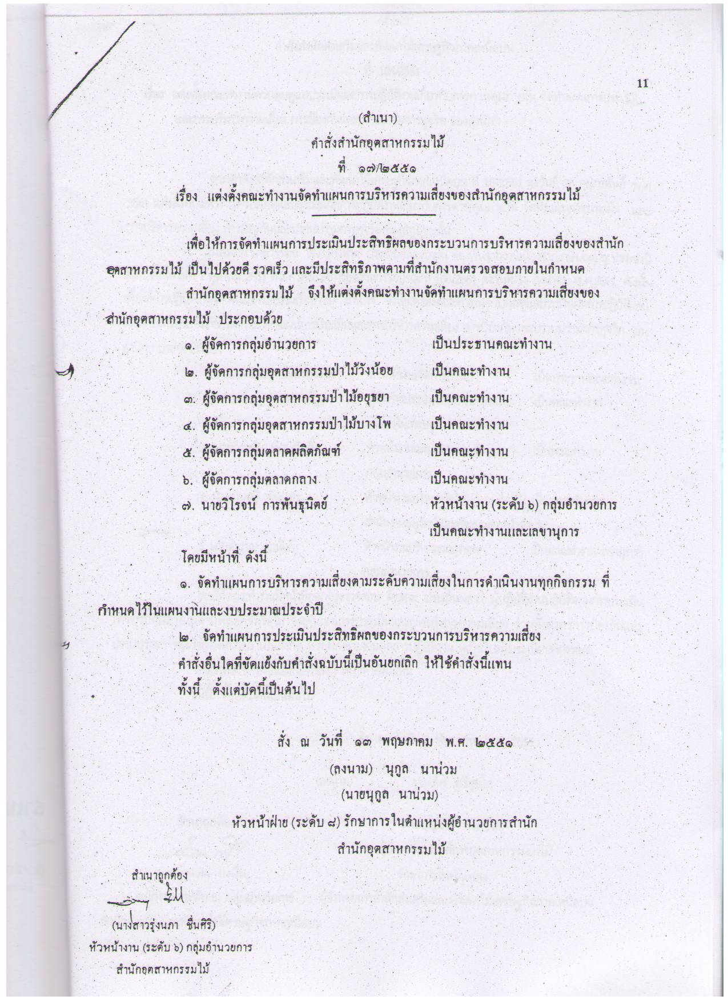 11
(สำเนา)
คำสั่งสำนักอุตสาหกรรมไม้
ที่ ๑๗/๒๕๕๑
เรื่อง แต่งตั้งคณะทำงานจัดทำแผนการบริหารความเสี่ยงของสำนักอุตสาหกรรมไม้
เพื่อให้การจัดทำแผนการประเมินประสิทธิผลของกระบวนการบริหารความเสี่ยงของสำนัก
อุตสาหกรรมไม้ เป็นไปด้วยดี รวดเร็ว และมีประสิทธิภาพตามที่สำนักงานตรวจสอบภายในกำหนด
สำนักอุตสาหกรรมไม้ จึงให้แต่งตั้งคณะทำงานจัดทำแผนการบริหารความเสี่ยงของ
สำนักอุตสาหกรรมไม้ ประกอบด้วย
๑. ผู้จัดการกลุ่มอำนวยการ เป็นประธานคณะทำงาน
๒. ผู้จัดการกลุ่มอุตสาหกรรมป่าไม้วังน้อย เป็นคณะทำงาน
๓. ผู้จัดการกลุ่มอุตสาหกรรมป่าไม้อยุธยา เป็นคณะทำงาน
๔. ผู้จัดการกลุ่มอุตสาหกรรมป่าไม้บางโพ เป็นคณะทำงาน
๕. ผู้จัดการกลุ่มตลาดผลิตภัณฑ์ เป็นคณะทำงาน
๖. ผู้จัดการกลุ่มตลาดกลาง เป็นคณะทำงาน
๗. นายวิโรจน์ การพันธุนิตย์ หัวหน้างาน (ระดับ ๖) กลุ่มอำนวยการ
เป็นคณะทำงานและเลขานุการ
โดยมีหน้าที่ ดังนี้
๑. จัดทำแผนการบริหารความเสี่ยงตามระดับความเสี่ยงในการดำเนินงานทุกกิจกรรม ที่
กำหนดไว้ในแผนงานและงบประมาณประจำปี
๒. จัดทำแผนการประเมินประสิทธิผลของกระบวนการบริหารความเสี่ยง
คำสั่งอื่นใดที่ขัดแย้งกับคำสั่งฉบับนี้เป็นอันยกเลิก ให้ใช้คำสั่งนี้แทน
ทั้งนี้ ตั้งแต่บัดนี้เป็นต้นไป
สั่ง ณ วันที่ ๑๓ พฤษภาคม พ.ศ. ๒๕๕๑
(ลงนาม) นุกูล นาน่วม
(นายนุกูล นาน่วม)
หัวหน้าฝ่าย (ระดับ ๘) รักษาการในตำแหน่งผู้อำนวยการสำนัก
สำนักอุตสาหกรรมไม้
สำเนาถูกต้อง
(นางสาวรุ่งนภา ชื่นศิริ)
หัวหน้างาน (ระดับ ๖) กลุ่มอำนวยการ
สำนักอุตสาหกรรมไม้